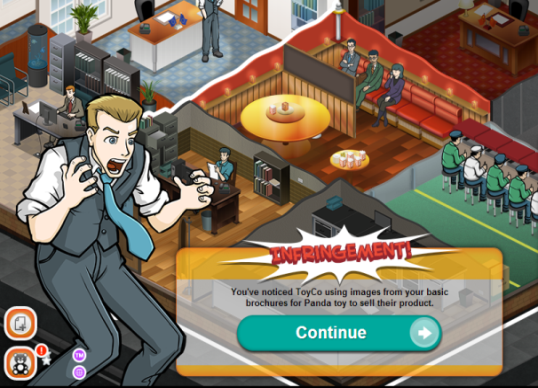 INFRINGEMENT!
You've noticed ToyCo using images from your basic
brochures for Panda toy to sell their product.
Continue
!
TM